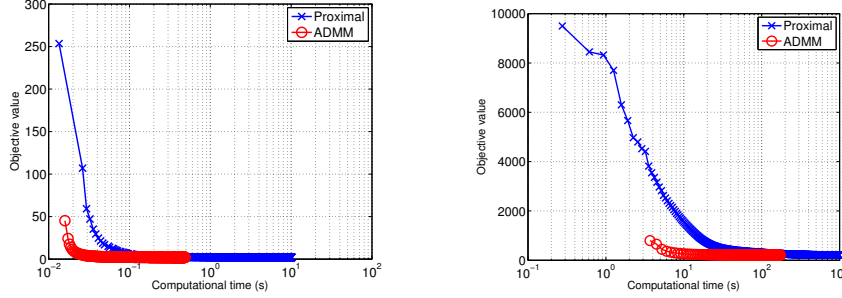 300
250
200
150
100
50
0
Objective value
10^-2
10^-1
10^0
10^1
10^2
Computational time (s)
Proximal
ADMM
10000
8000
6000
4000
2000
0
Objective value
10^-1
10^0
10^1
10^2
10^3
Computational time (s)
Proximal
ADMM